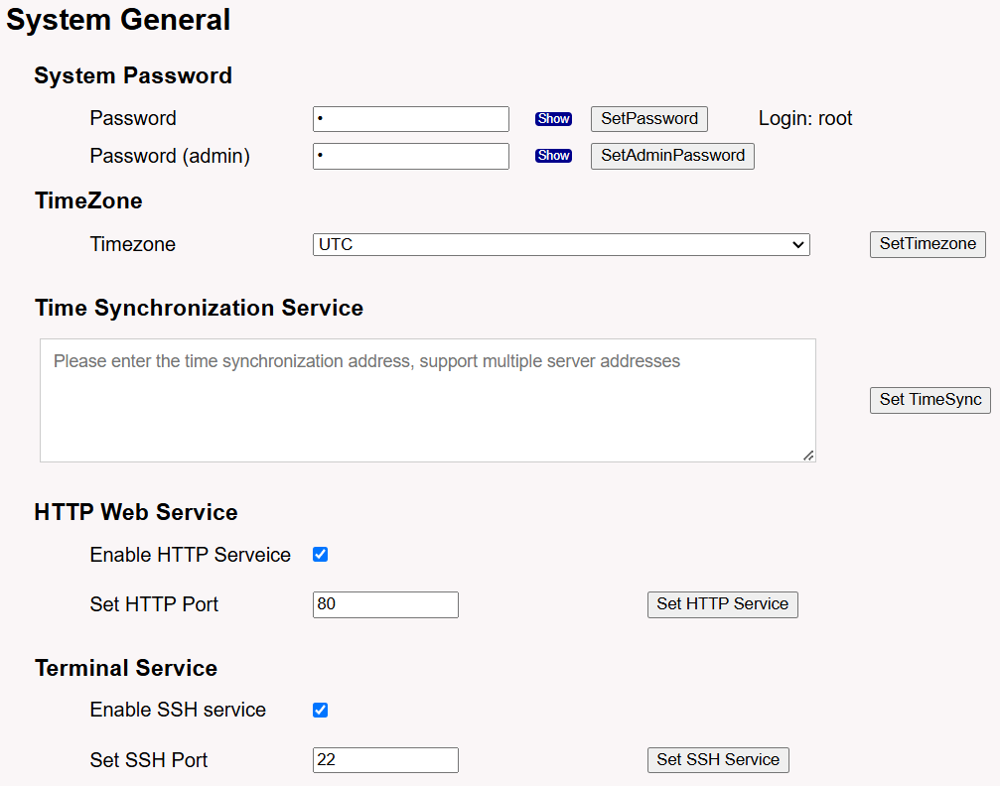 System General
System Password
Password • Show SetPassword Login: root
Password (admin) • Show SetAdminPassword
TimeZone
Timezone UTC SetTimezone
Time Synchronization Service
Please enter the time synchronization address, support multiple server addresses
Set TimeSync
HTTP Web Service
Enable HTTP Serveice
Set HTTP Port 80 Set HTTP Service
Terminal Service
Enable SSH service
Set SSH Port 22 Set SSH Service